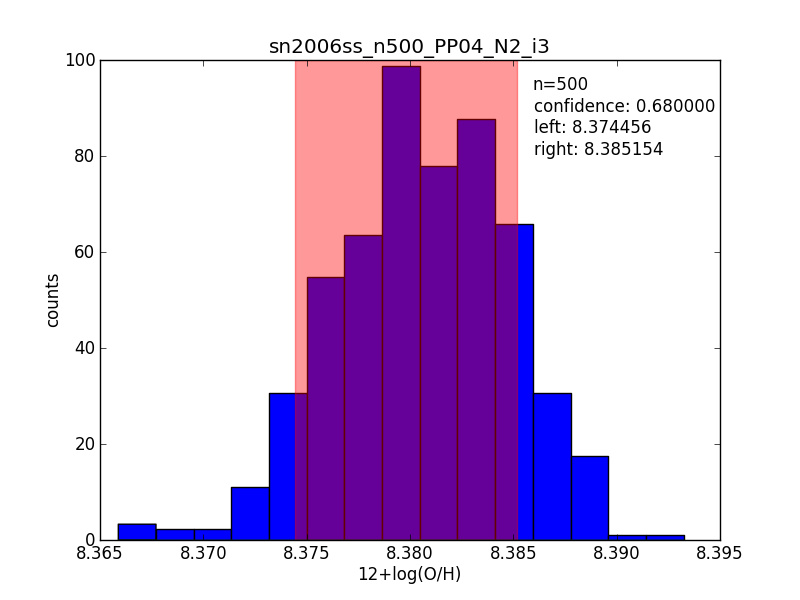 sn2006ss_n500_PP04_N2_i3
n=500
confidence: 0.680000
left: 8.374456
right: 8.385154
100
80
60
40
20
0
counts
8.365 8.370 8.375 8.380 8.385 8.390 8.395
12+log(O/H)